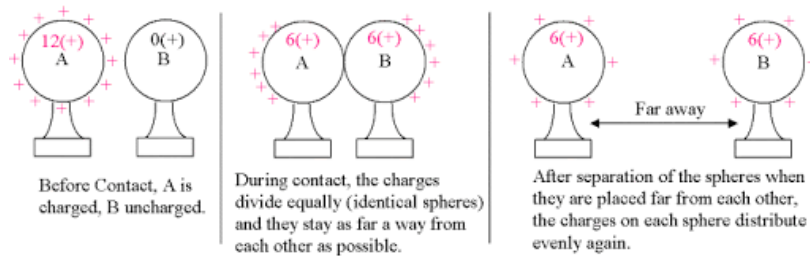 12(+)
A
0(+)
B
Before Contact, A is
charged, B uncharged.
6(+)
A
6(+)
B
During contact, the charges
divide equally (identical spheres)
and they stay as far a way from
each other as possible.
6(+)
A
6(+)
B
Far away
After separation of the spheres when
they are placed far from each other,
the charges on each sphere distribute
evenly again.